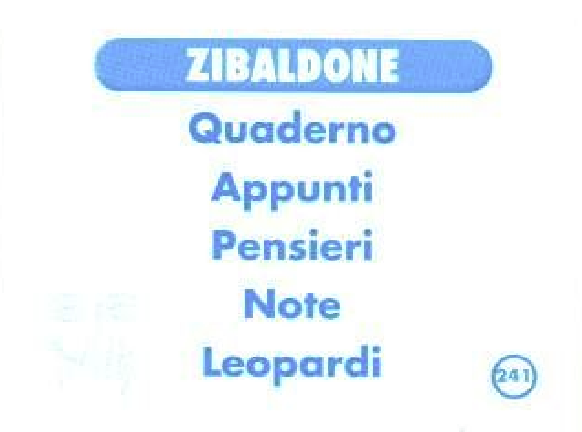 ZIBALDONE
Quaderno
Appunti
Pensieri
Note
Leopardi
241